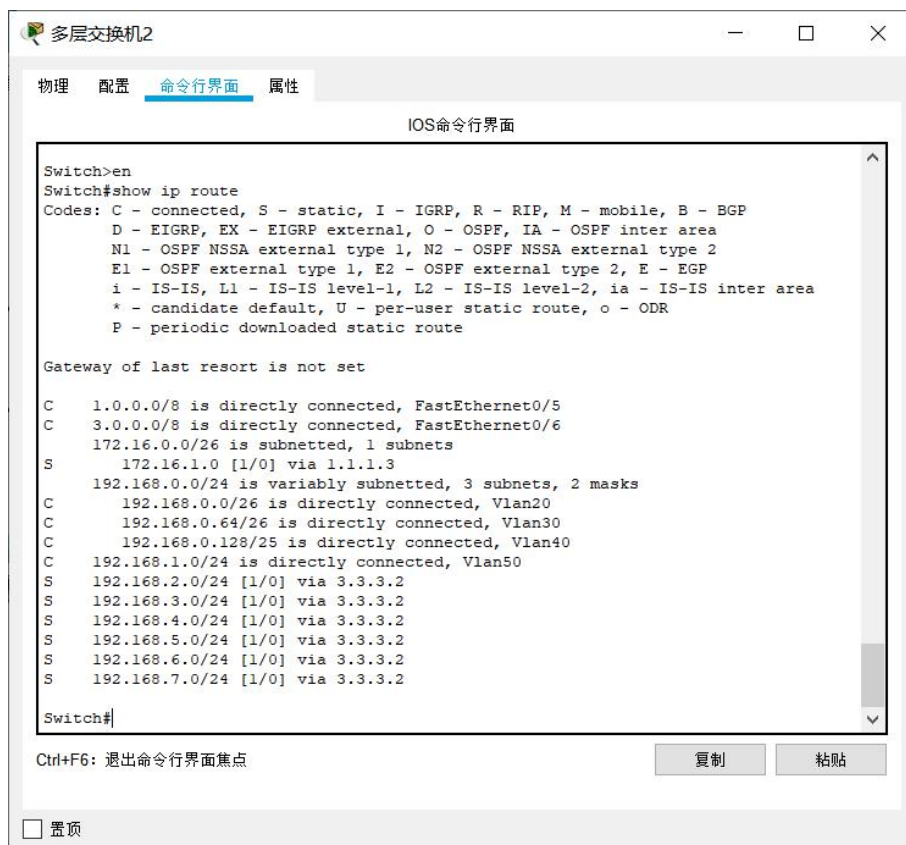 多层交换机2
物理 配置 命令行界面 属性
IOS命令行界面
Switch>en
Switch#show ip route
Codes: C - connected, S - static, I - IGRP, R - RIP, M - mobile, B - BGP
D - EIGRP, EX - EIGRP external, O - OSPF, IA - OSPF inter area
N1 - OSPF NSSA external type 1, N2 - OSPF NSSA external type 2
E1 - OSPF external type 1, E2 - OSPF external type 2, E - EGP
i - IS-IS, L1 - IS-IS level-1, L2 - IS-IS level-2, ia - IS-IS inter area
* - candidate default, U - per-user static route, o - ODR
P - periodic downloaded static route
Gateway of last resort is not set
C 1.0.0.0/8 is directly connected, FastEthernet0/5
C 3.0.0.0/8 is directly connected, FastEthernet0/6
172.16.0.0/26 is subnetted, 1 subnets
S 172.16.1.0 [1/0] via 1.1.1.3
192.168.0.0/24 is variably subnetted, 3 subnets, 2 masks
C 192.168.0.0/26 is directly connected, Vlan20
C 192.168.0.64/26 is directly connected, Vlan30
C 192.168.0.128/25 is directly connected, Vlan40
C 192.168.1.0/24 is directly connected, Vlan50
S 192.168.2.0/24 [1/0] via 3.3.3.2
S 192.168.3.0/24 [1/0] via 3.3.3.2
S 192.168.4.0/24 [1/0] via 3.3.3.2
S 192.168.5.0/24 [1/0] via 3.3.3.2
S 192.168.6.0/24 [1/0] via 3.3.3.2
S 192.168.7.0/24 [1/0] via 3.3.3.2
Switch#
Ctrl+F6：退出命令行界面焦点 复制 粘贴
置顶